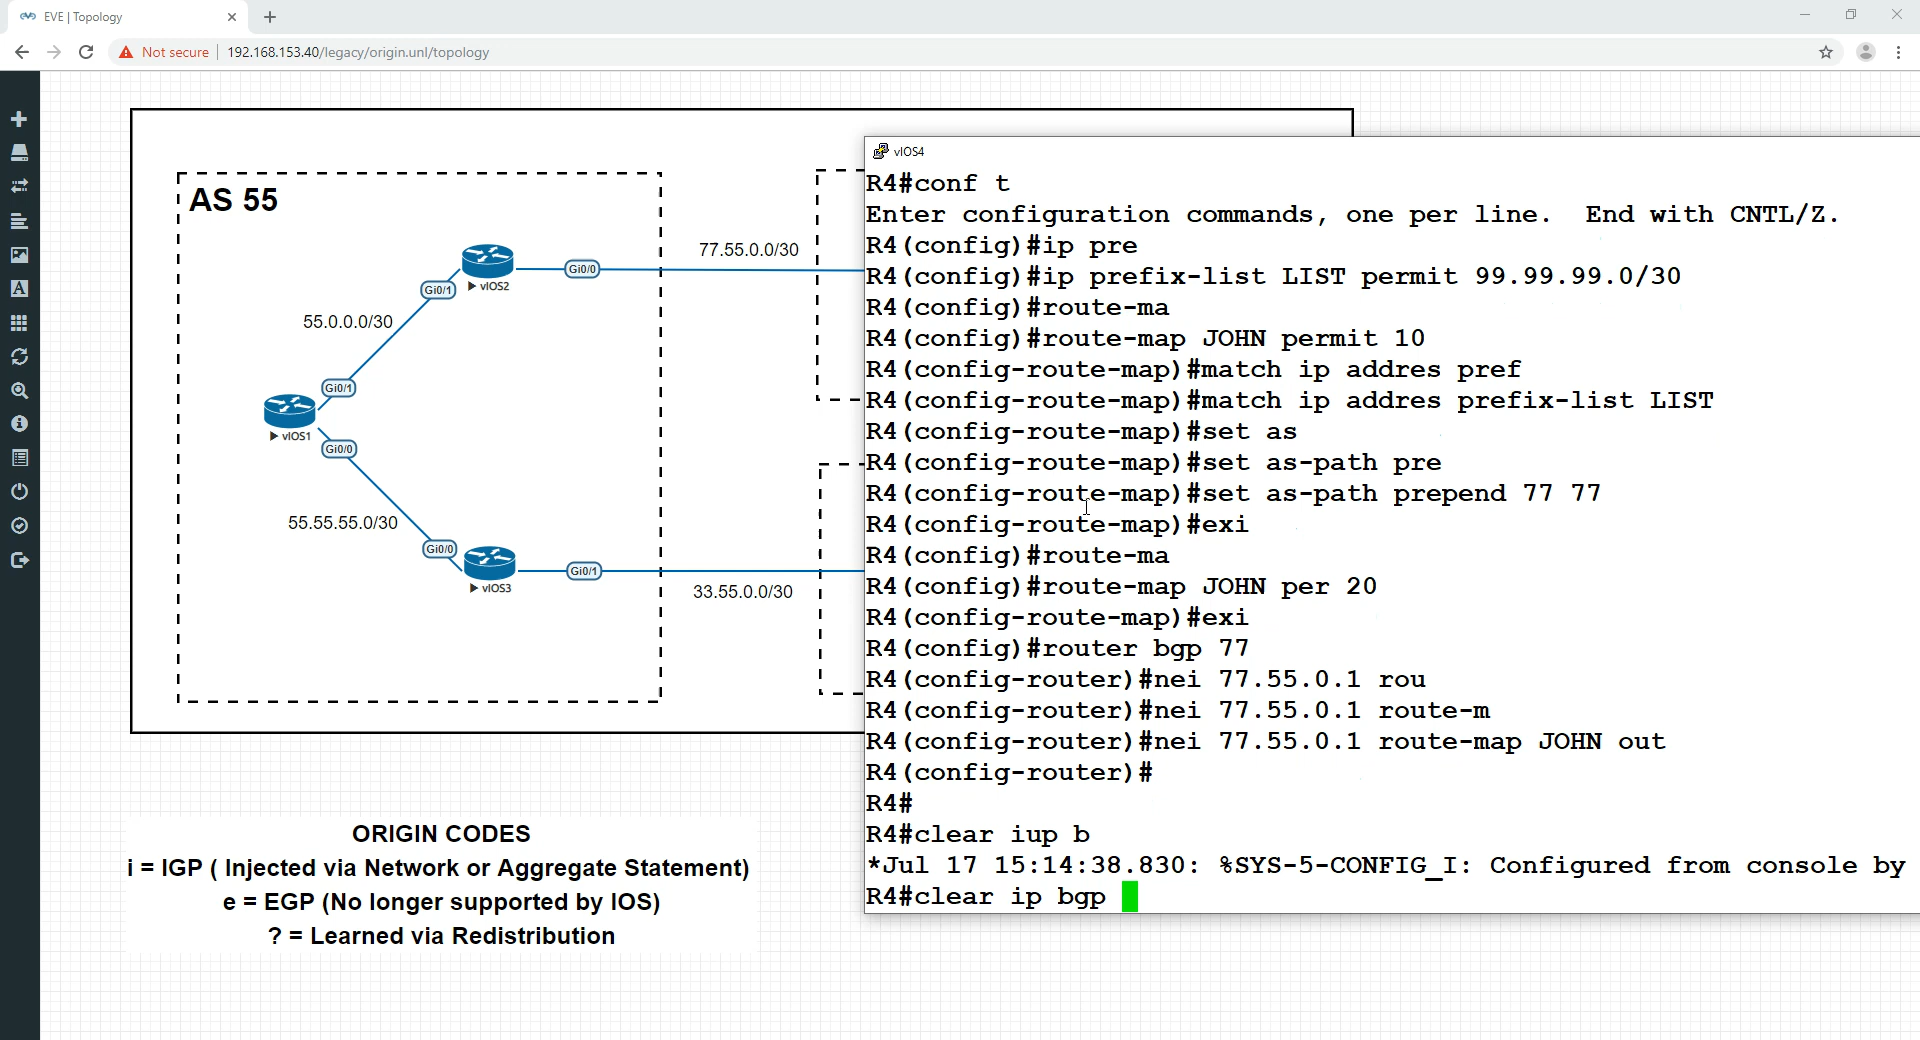 EVE | Topology
Not secure
192.168.153.40/legacy/origin.unl/topology
AS 55
77.55.0.0/30
Gi0/0
vIOS2
Gi0/1
55.0.0.0/30
Gi0/1
vIOS1
Gi0/0
55.55.55.0/30
Gi0/0
vIOS3
Gi0/1
33.55.0.0/30
ORIGIN CODES
i = IGP ( Injected via Network or Aggregate Statement)
e = EGP (No longer supported by IOS)
? = Learned via Redistribution
vIOS4
R4#conf t
Enter configuration commands, one per line.  End with CNTL/Z.
R4(config)#ip pre
R4(config)#ip prefix-list LIST permit 99.99.99.0/30
R4(config)#route-ma
R4(config)#route-map JOHN permit 10
R4(config-route-map)#match ip addres pref
R4(config-route-map)#match ip addres prefix-list LIST
R4(config-route-map)#set as
R4(config-route-map)#set as-path pre
R4(config-route-map)#set as-path prepend 77 77
R4(config-route-map)#exi
R4(config)#route-ma
R4(config)#route-map JOHN per 20
R4(config-route-map)#exi
R4(config)#router bgp 77
R4(config-router)#nei 77.55.0.1 rou
R4(config-router)#nei 77.55.0.1 route-m
R4(config-router)#nei 77.55.0.1 route-map JOHN out
R4(config-router)#
R4#
R4#clear iup b
*Jul 17 15:14:38.830: %SYS-5-CONFIG_I: Configured from console by
R4#clear ip bgp